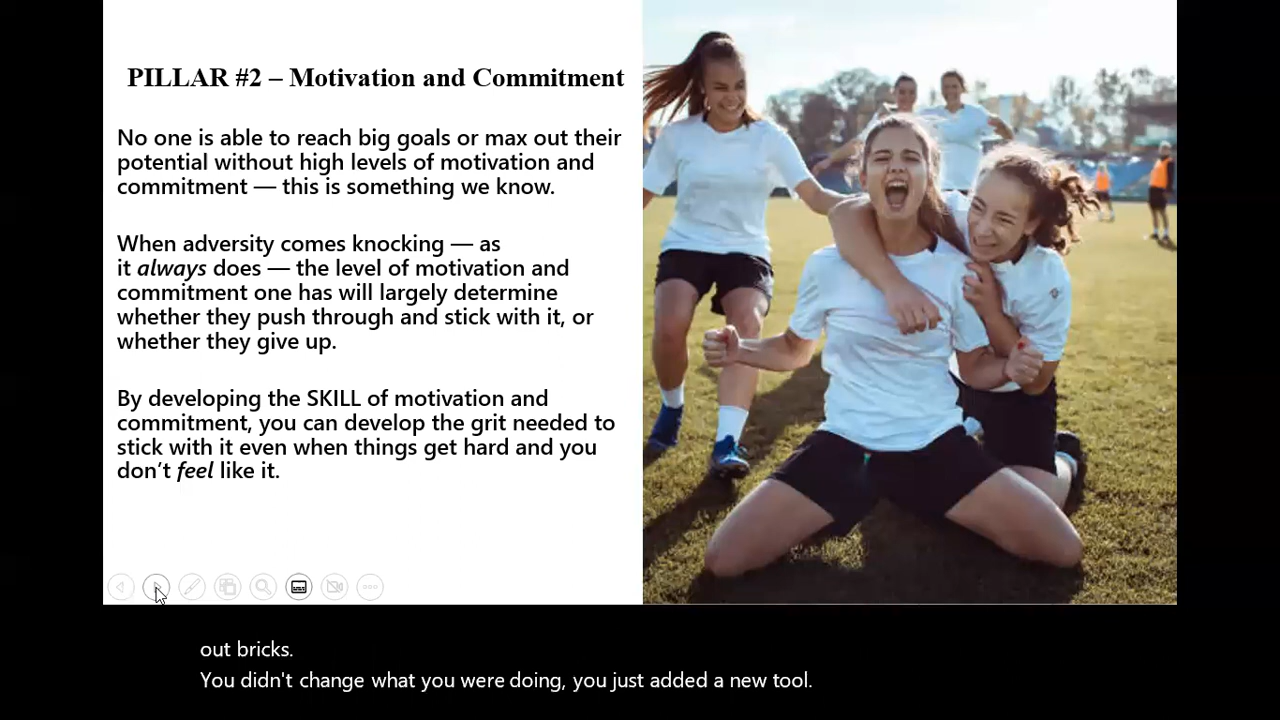 PILLAR #2 – Motivation and Commitment
No one is able to reach big goals or max out their
potential without high levels of motivation and
commitment — this is something we know.
When adversity comes knocking — as
it always does — the level of motivation and
commitment one has will largely determine
whether they push through and stick with it, or
whether they give up.
By developing the SKILL of motivation and
commitment, you can develop the grit needed to
stick with it even when things get hard and you
don’t feel like it.
out bricks.
You didn't change what you were doing, you just added a new tool.